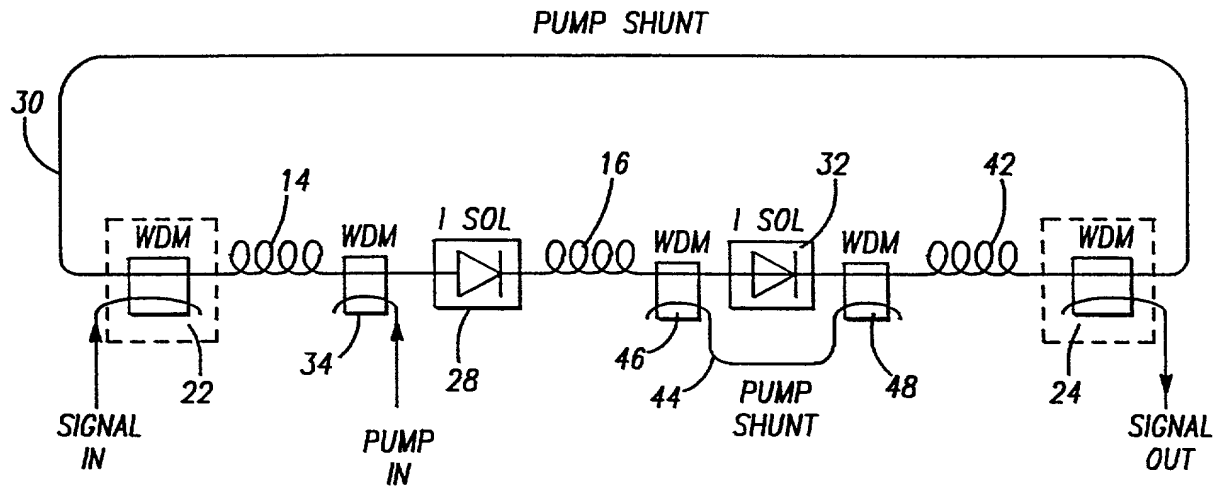 PUMP SHUNT
30
14
16
32
42
WDM
WDM
I SOL
WDM
I SOL
WDM
WDM
22
34
28
46
44
48
24
PUMP
SHUNT
SIGNAL
IN
PUMP
IN
SIGNAL
OUT